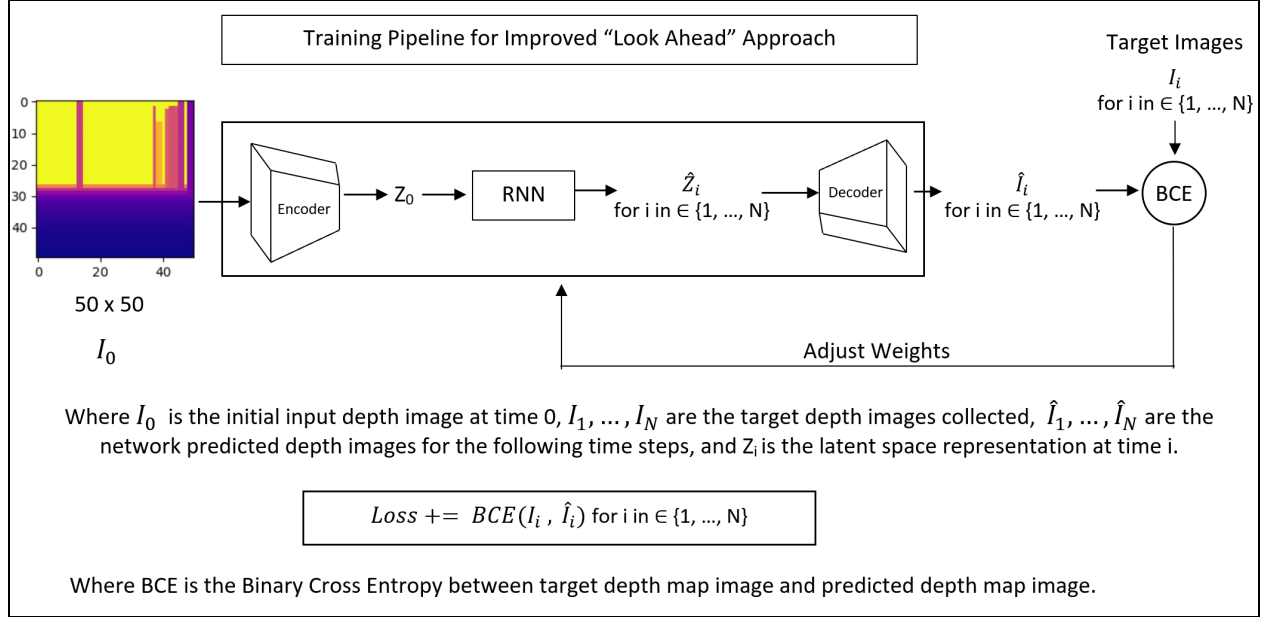 Training Pipeline for Improved “Look Ahead” Approach
Target Images
I_i
for i in ∈ {1, …, N}
0
10
20
30
40
0 20 40
50 x 50
I_0
Encoder
Z_0
RNN
Ẑ_i
for i in ∈ {1, …, N}
Decoder
Î_i
for i in ∈ {1, …, N}
BCE
Adjust Weights
Where I_0 is the initial input depth image at time 0, I_1, … , I_N are the target depth images collected, Î_1, … , Î_N are the
network predicted depth images for the following time steps, and Z_i is the latent space representation at time i.
Loss += BCE(I_i , Î_i) for i in ∈ {1, …, N}
Where BCE is the Binary Cross Entropy between target depth map image and predicted depth map image.